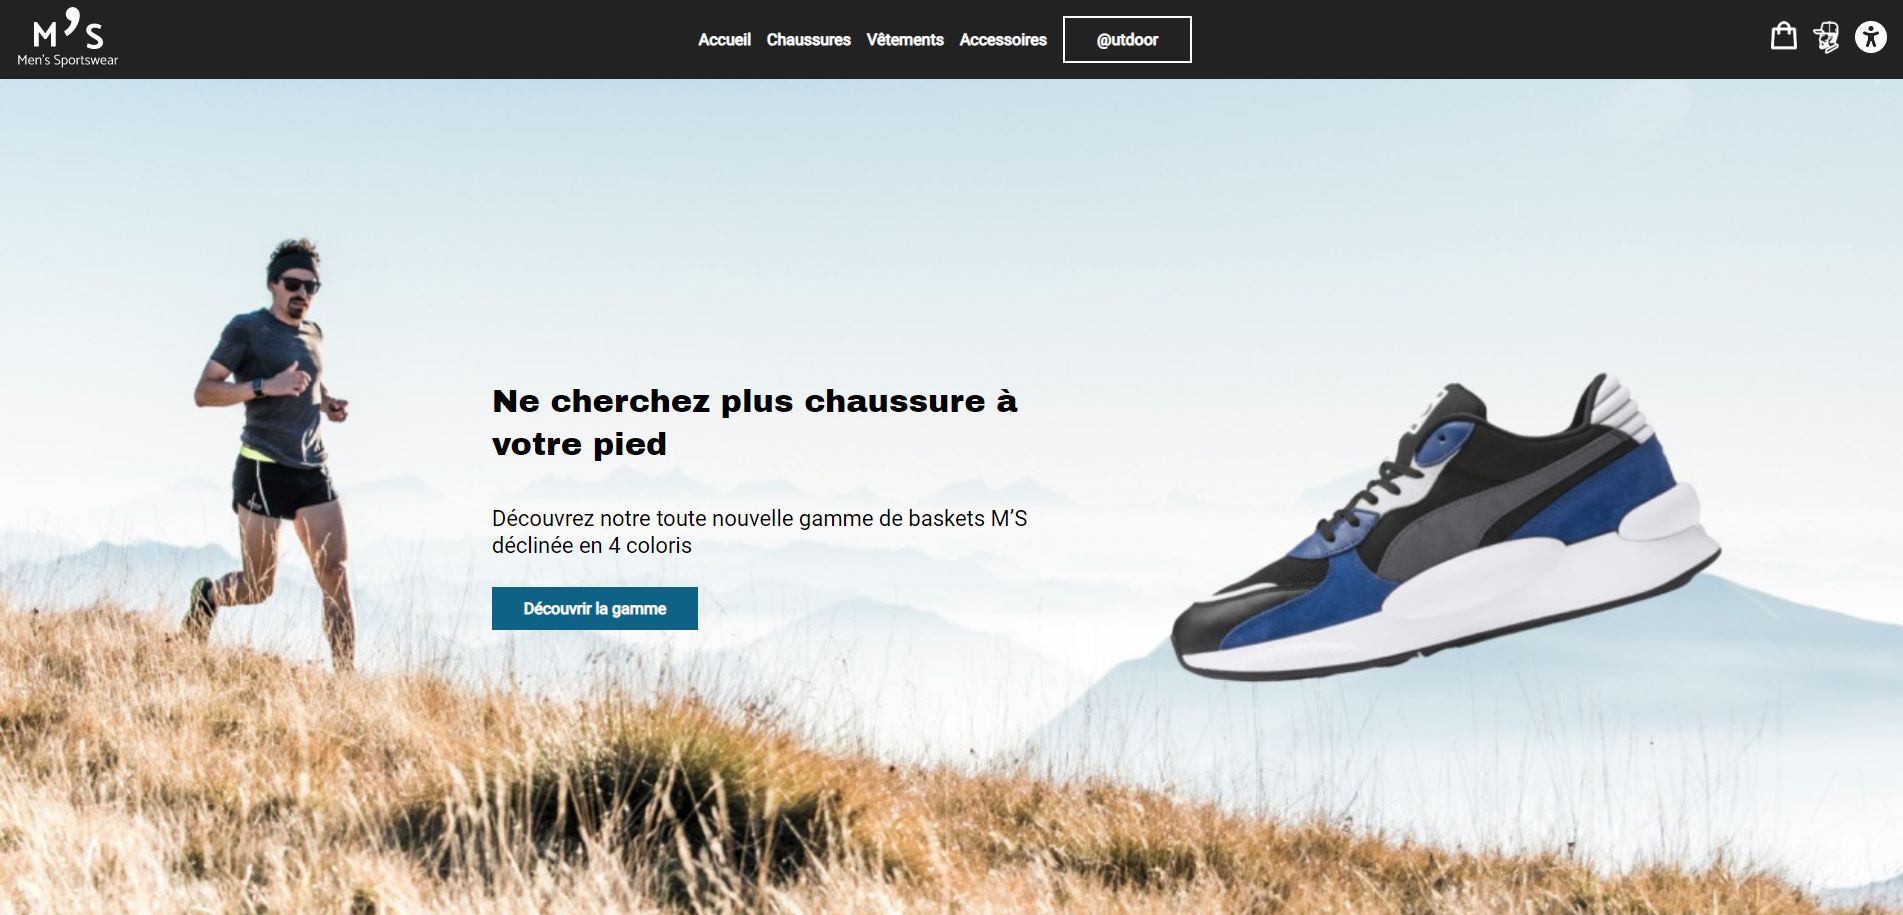 M’S
Men's Sportswear
Accueil Chaussures Vêtements Accessoires @utdoor
Ne cherchez plus chaussure à
votre pied
Découvrez notre toute nouvelle gamme de baskets M’S
déclinée en 4 coloris
Découvrir la gamme